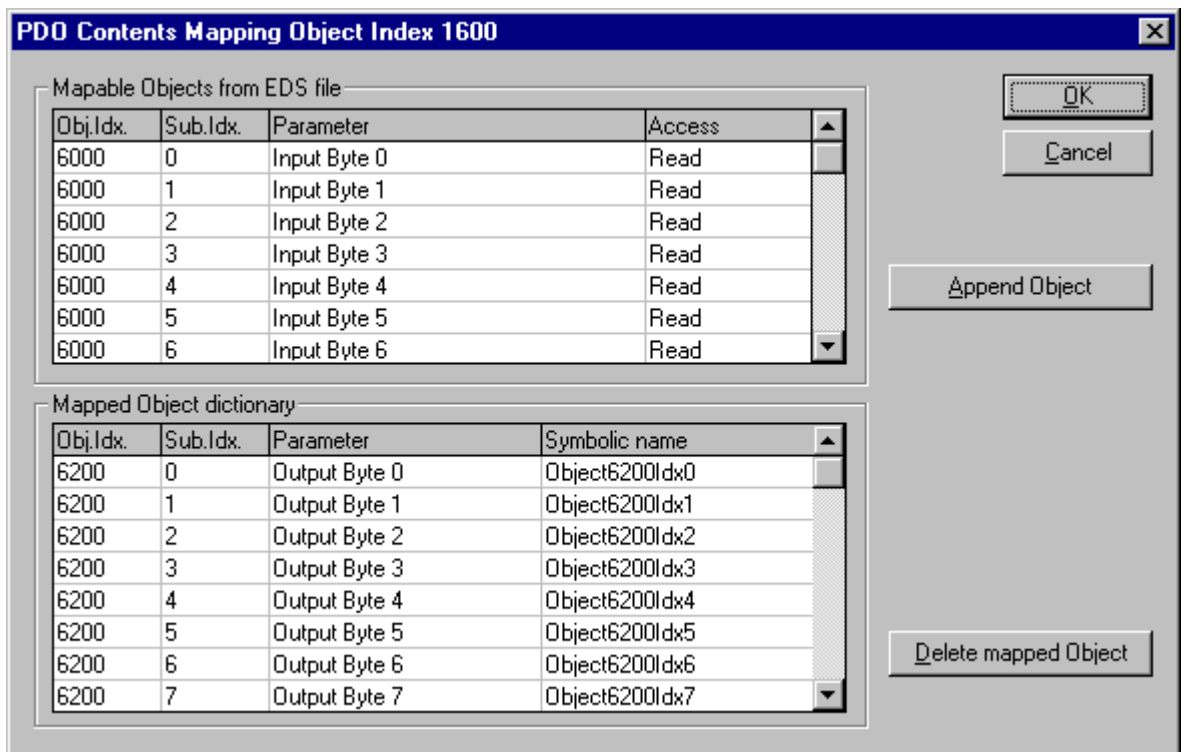 PDO Contents Mapping Object Index 1600
Mapable Objects from EDS file
Obj.Idx. Sub.Idx. Parameter Access
6000 0 Input Byte 0 Read
6000 1 Input Byte 1 Read
6000 2 Input Byte 2 Read
6000 3 Input Byte 3 Read
6000 4 Input Byte 4 Read
6000 5 Input Byte 5 Read
6000 6 Input Byte 6 Read
OK
Cancel
Append Object
Mapped Object dictionary
Obj.Idx. Sub.Idx. Parameter Symbolic name
6200 0 Output Byte 0 Object6200Idx0
6200 1 Output Byte 1 Object6200Idx1
6200 2 Output Byte 2 Object6200Idx2
6200 3 Output Byte 3 Object6200Idx3
6200 4 Output Byte 4 Object6200Idx4
6200 5 Output Byte 5 Object6200Idx5
6200 6 Output Byte 6 Object6200Idx6
6200 7 Output Byte 7 Object6200Idx7
Delete mapped Object